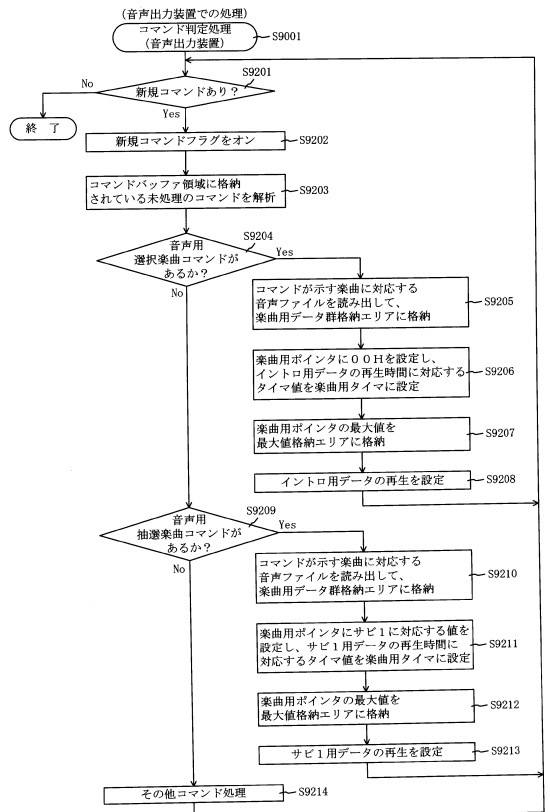 (音声出力装置での処理)
コマンド判定処理
(音声出力装置)
S9001
S9201
No
新規コマンドあり?
Yes
終 了
新規コマンドフラグをオン
S9202
コマンドバッファ領域に格納
されている未処理のコマンドを解析
S9203
S9204
音声用
選択楽曲コマンドが
あるか?
Yes
No
コマンドが示す楽曲に対応する
音声ファイルを読み出して、
楽曲用データ群格納エリアに格納
S9205
楽曲用ポインタに00Hを設定し、
イントロ用データの再生時間に対応する
タイマ値を楽曲用タイマに設定
S9206
楽曲用ポインタの最大値を
最大値格納エリアに格納
S9207
イントロ用データの再生を設定
S9208
S9209
音声用
抽選楽曲コマンドが
あるか?
Yes
No
コマンドが示す楽曲に対応する
音声ファイルを読み出して、
楽曲用データ群格納エリアに格納
S9210
楽曲用ポインタにサビ1に対応する値を
設定し、サビ1用データの再生時間に
対応するタイマ値を楽曲用タイマに設定
S9211
楽曲用ポインタの最大値を
最大値格納エリアに格納
S9212
サビ1用データの再生を設定
S9213
その他コマンド処理
S9214